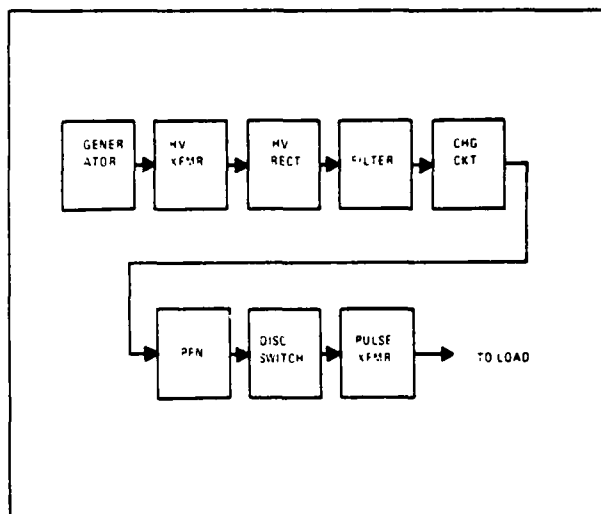 GENER
ATOR
HV
XFMR
HV
RECT
FILTER
CHG
CKT
PFN
DISC
SWITCH
PULSE
XFMR
TO LOAD